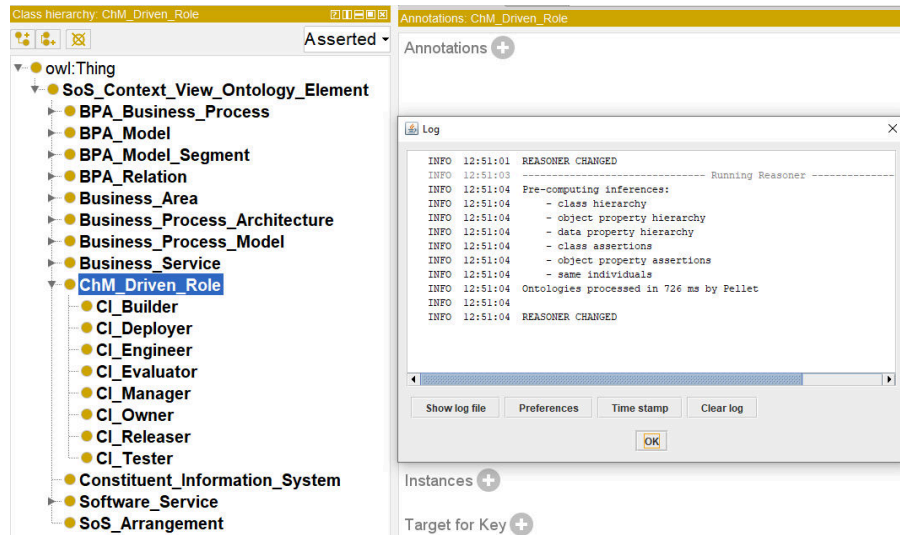 Class hierarchy: ChM_Driven_Role
Asserted
owl:Thing
SoS_Context_View_Ontology_Element
BPA_Business_Process
BPA_Model
BPA_Model_Segment
BPA_Relation
Business_Area
Business_Process_Architecture
Business_Process_Model
Business_Service
ChM_Driven_Role
CI_Builder
CI_Deployer
CI_Engineer
CI_Evaluator
CI_Manager
CI_Owner
CI_Releaser
CI_Tester
Constituent_Information_System
Software_Service
SoS_Arrangement
Annotations: ChM_Driven_Role
Annotations
Log
INFO 12:51:01 REASONER CHANGED
INFO 12:51:03 ------------------------------- Running Reasoner --------------
INFO 12:51:04 Pre-computing inferences:
INFO 12:51:04 - class hierarchy
INFO 12:51:04 - object property hierarchy
INFO 12:51:04 - data property hierarchy
INFO 12:51:04 - class assertions
INFO 12:51:04 - object property assertions
INFO 12:51:04 - same individuals
INFO 12:51:04 Ontologies processed in 726 ms by Pellet
INFO 12:51:04
INFO 12:51:04 REASONER CHANGED
Show log file Preferences Time stamp Clear log
OK
Instances
Target for Key